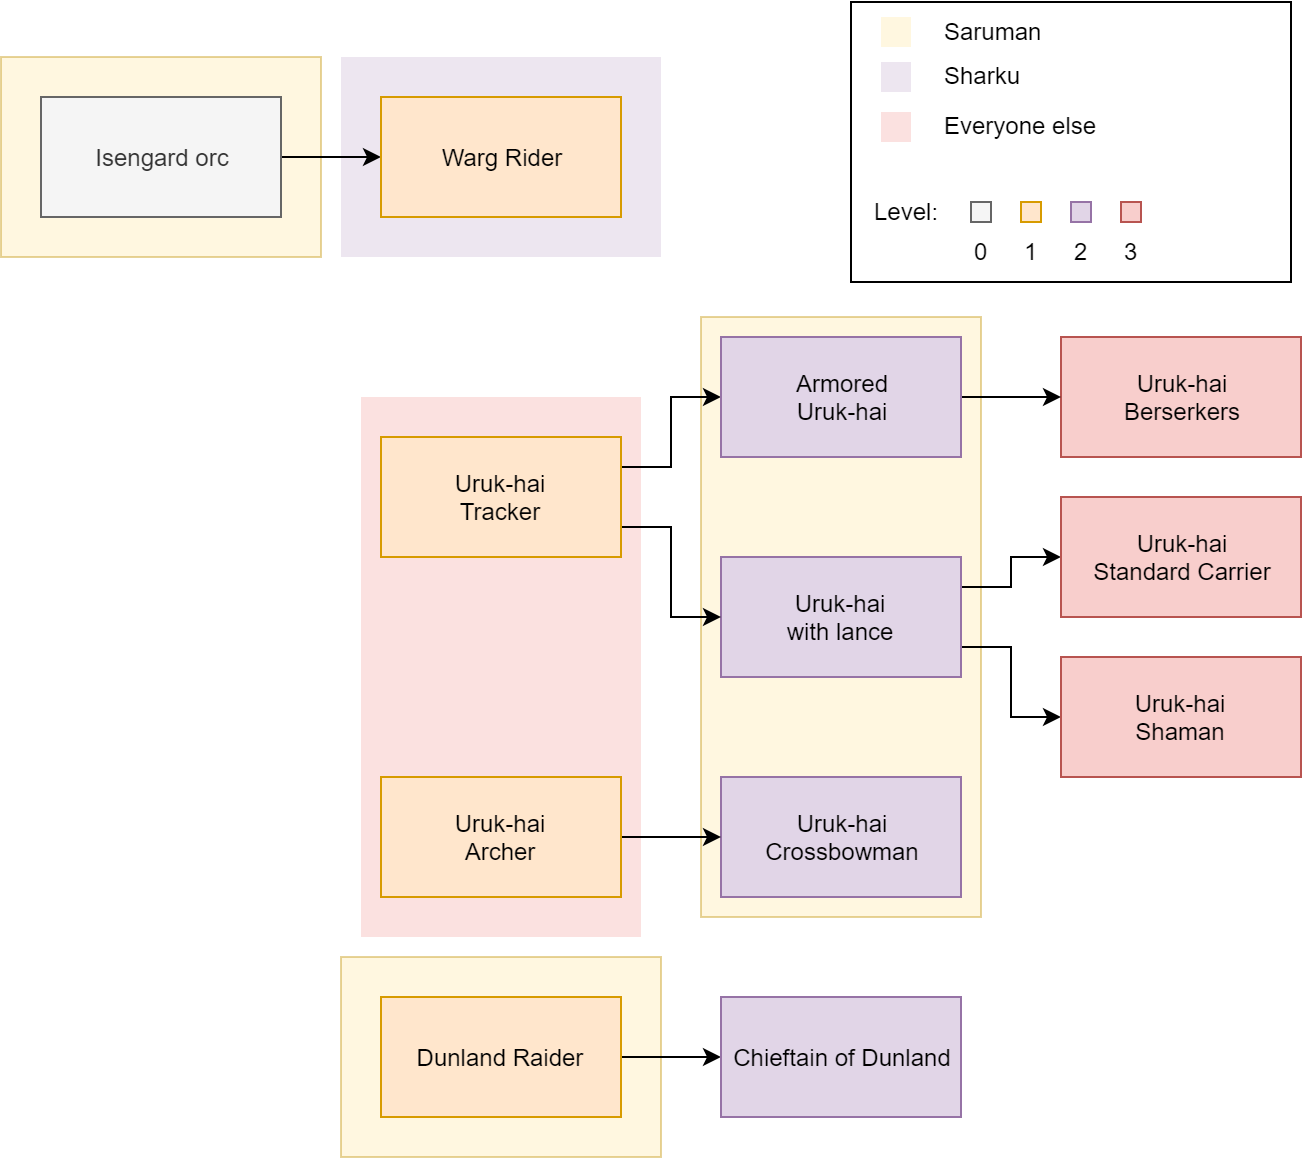 Saruman
Sharku
Everyone else
Level:
0 1 2 3
Isengard orc
Warg Rider
Armored
Uruk-hai
Uruk-hai
Berserkers
Uruk-hai
Tracker
Uruk-hai
Standard Carrier
Uruk-hai
with lance
Uruk-hai
Shaman
Uruk-hai
Archer
Uruk-hai
Crossbowman
Dunland Raider
Chieftain of Dunland